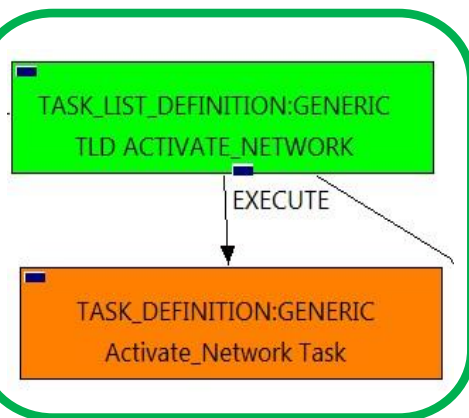 TASK_LIST_DEFINITION:GENERIC
TLD ACTIVATE_NETWORK
EXECUTE
TASK_DEFINITION:GENERIC
Activate_Network Task